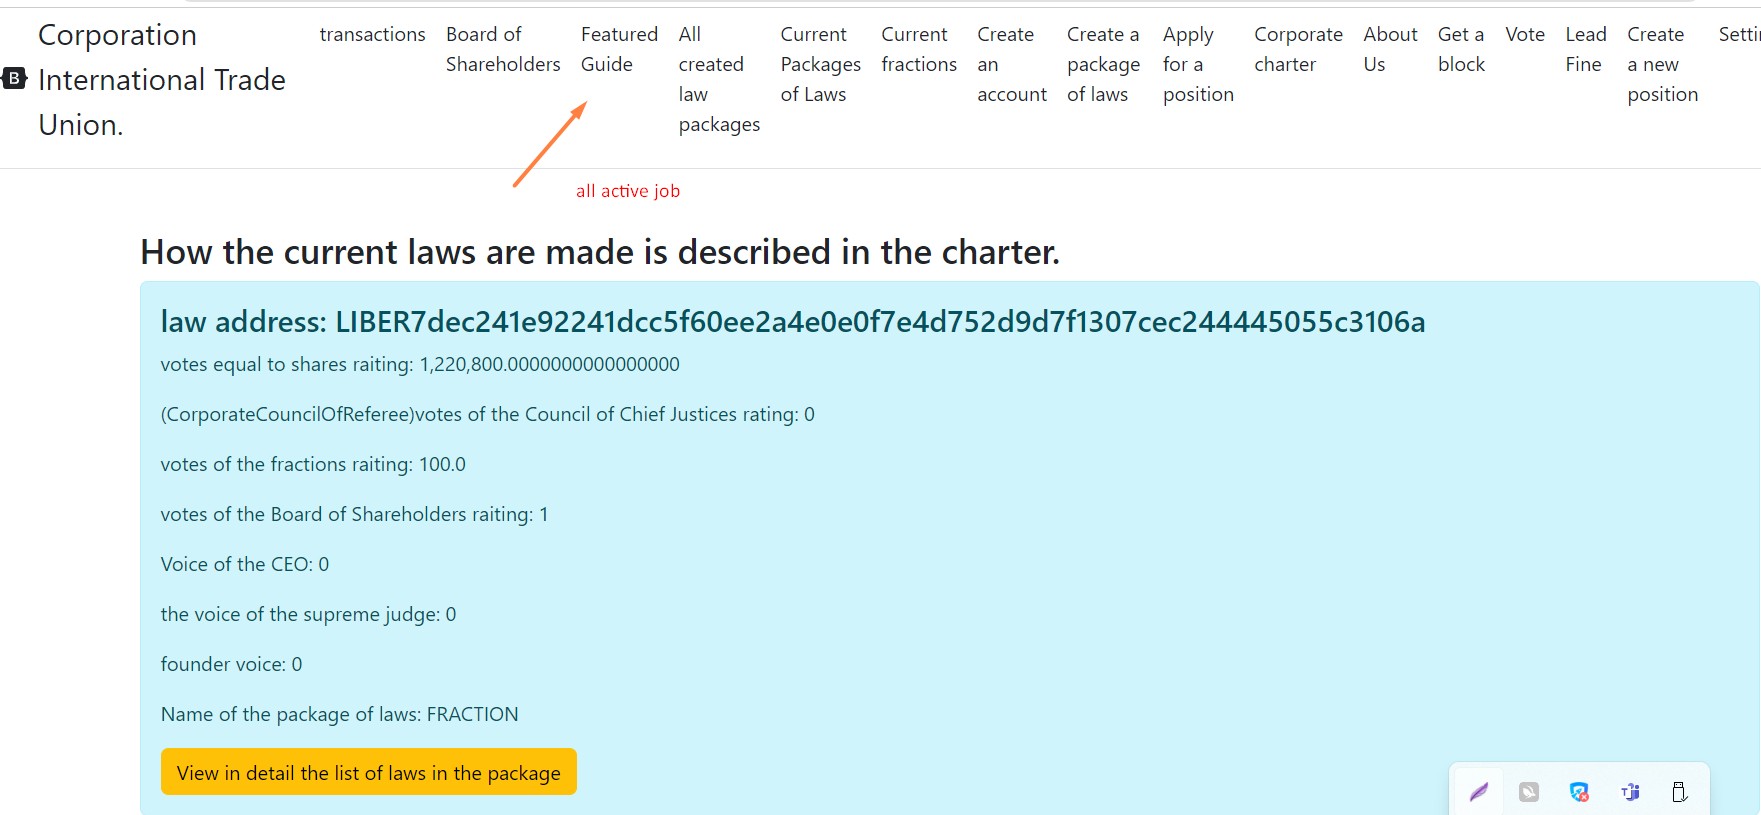 Corporation
International Trade
Union.
B
transactions
Board of
Shareholders
Featured
Guide
All
created
law
packages
Current
Packages
of Laws
Current
fractions
Create
an
account
Create a
package
of laws
Apply
for a
position
Corporate
charter
About
Us
Get a
block
Vote
Lead
Fine
Create
a new
position
Setti
all active job
How the current laws are made is described in the charter.
law address: LIBER7dec241e92241dcc5f60ee2a4e0e0f7e4d752d9d7f1307cec244445055c3106a
votes equal to shares raiting: 1,220,800.0000000000000000
(CorporateCouncilOfReferee)votes of the Council of Chief Justices rating: 0
votes of the fractions raiting: 100.0
votes of the Board of Shareholders raiting: 1
Voice of the CEO: 0
the voice of the supreme judge: 0
founder voice: 0
Name of the package of laws: FRACTION
View in detail the list of laws in the package